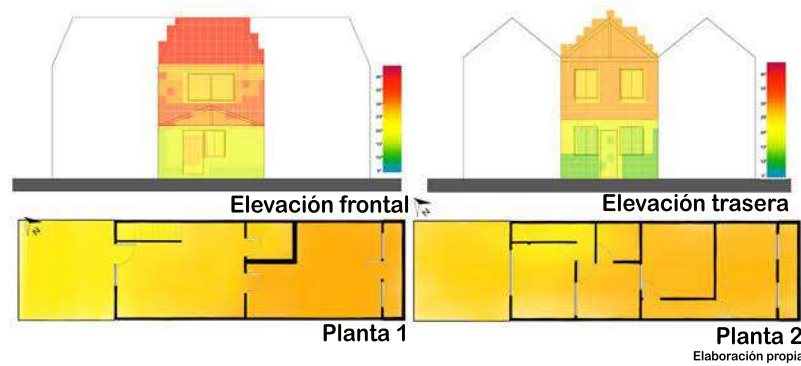 Elevación frontal
Elevación trasera
N
N
Planta 1
Planta 2
Elaboración propia